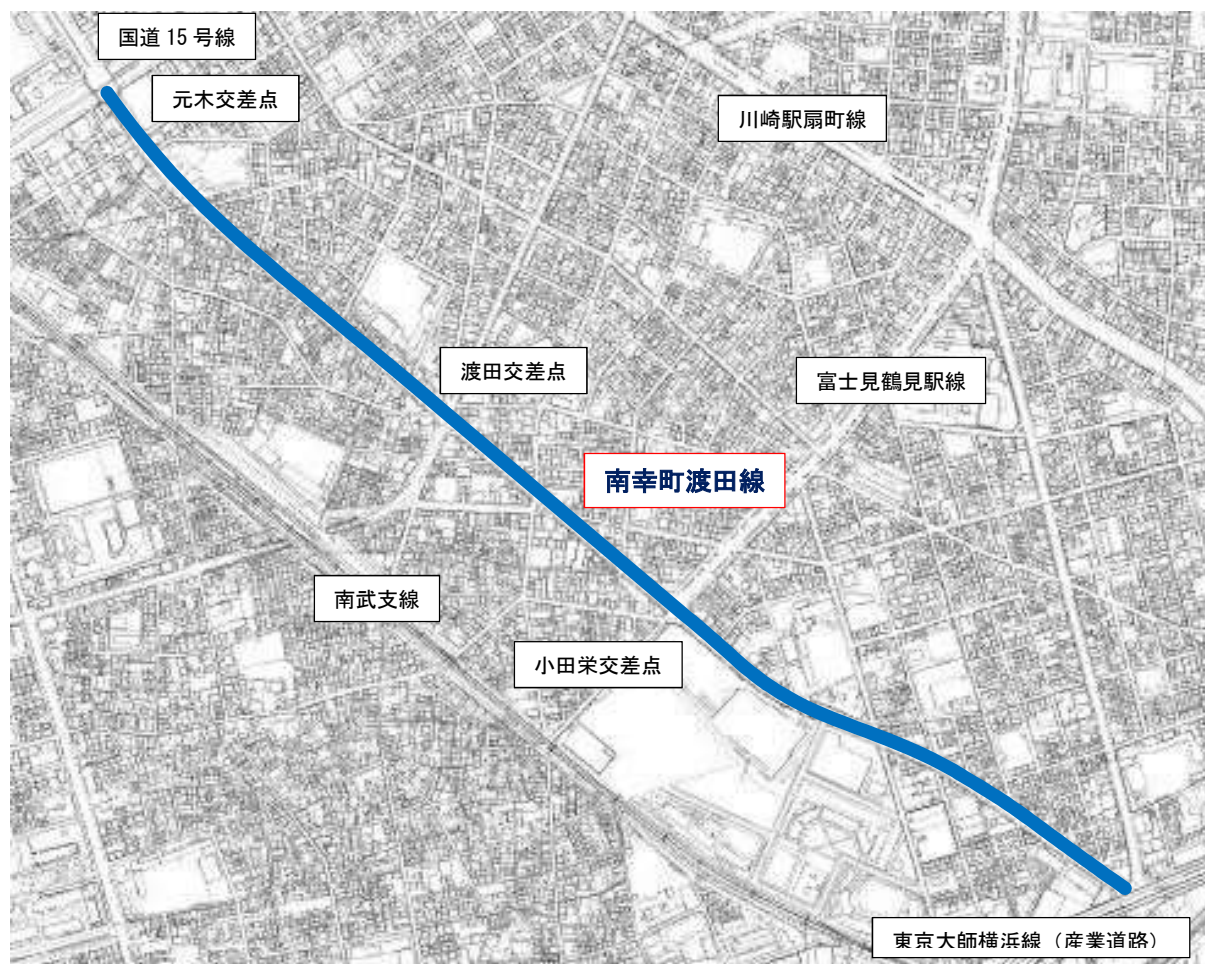 国道 15 号線
元木交差点
川崎駅扇町線
渡田交差点
富士見鶴見駅線
南幸町渡田線
南武支線
小田栄交差点
東京大師横浜線（産業道路）